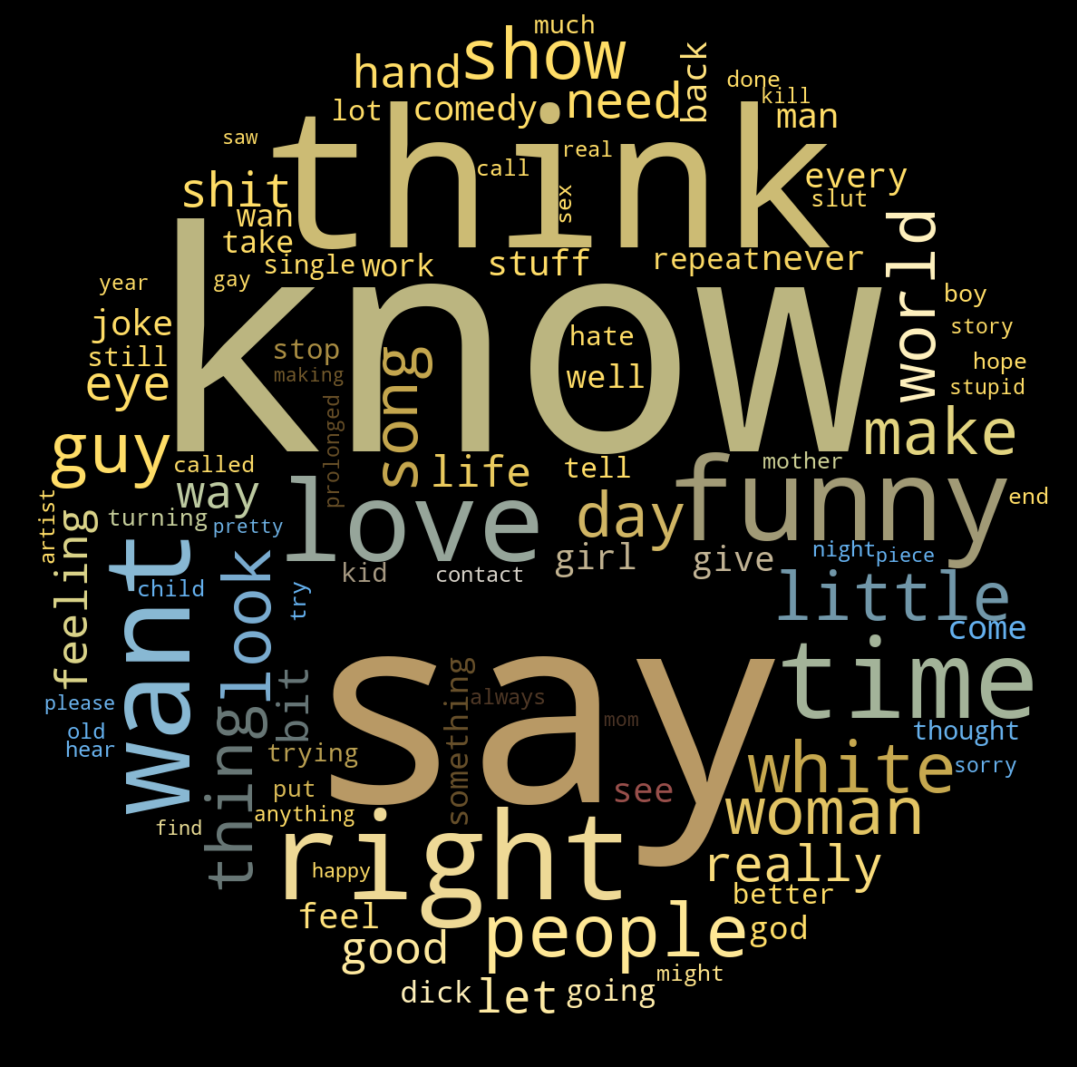 much
show
hand
back
done
kill
need
comedy
lot
man
think
saw
real
call
every
shit
sex
slut
wan
world
take
stuff
repeat
never
single
work
gay
know
year
boy
joke
story
hate
stop
song
still
hope
well
making
eye
stupid
prolonged
make
guy
life
tell
called
mother
funny
way
love
day
end
artist
feeling
turning
pretty
want
look
girl
give
night
piece
kid
contact
child
try
little
come
say
time
please
thing
bit
something
always
mom
old
hear
thought
trying
white
sorry
put
see
anything
woman
find
right
really
happy
better
feel
people
god
good
might
dick
let
going